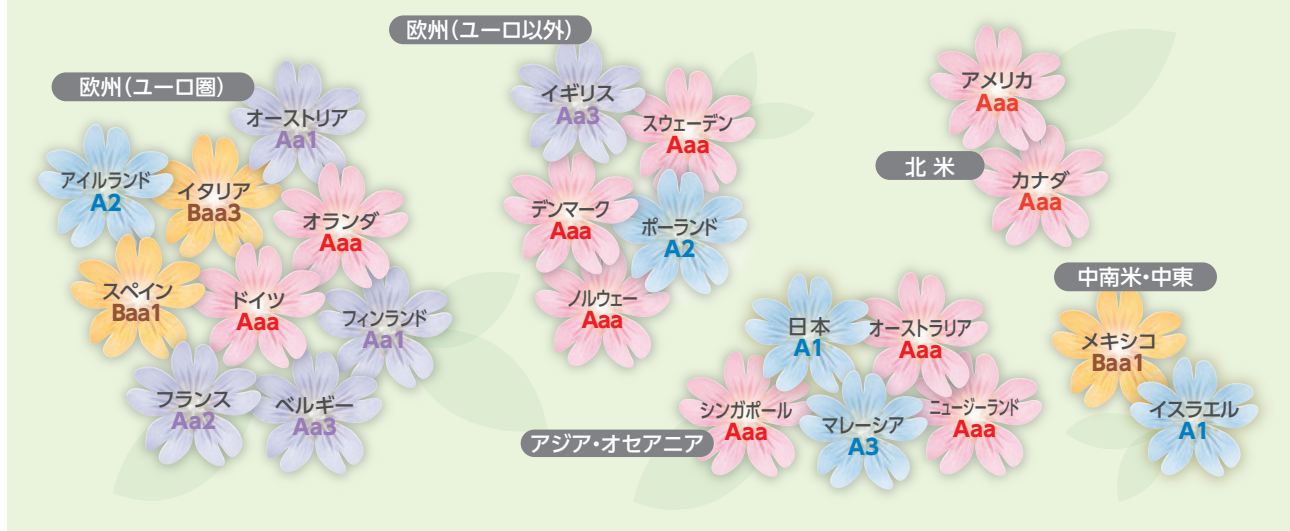 欧州(ユーロ圏)
オーストリア
Aa1
アイルランド
A2
イタリア
Baa3
オランダ
Aaa
スペイン
Baa1
ドイツ
Aaa
フィンランド
Aa1
フランス
Aa2
ベルギー
Aa3
欧州(ユーロ以外)
イギリス
Aa3
スウェーデン
Aaa
デンマーク
Aaa
ポーランド
A2
ノルウェー
Aaa
北米
アメリカ
Aaa
カナダ
Aaa
アジア・オセアニア
日本
A1
オーストラリア
Aaa
シンガポール
Aaa
マレーシア
A3
ニュージーランド
Aaa
中南米・中東
メキシコ
Baa1
イスラエル
A1